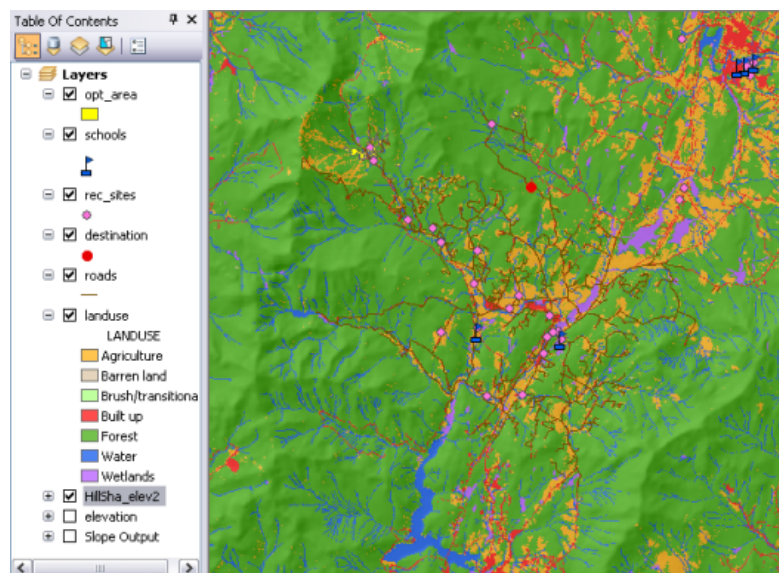 Table Of Contents
Layers
opt_area
schools
rec_sites
destination
roads
landuse
LANDUSE
Agriculture
Barren land
Brush/transitiona
Built up
Forest
Water
Wetlands
HillSha_elev2
elevation
Slope Output